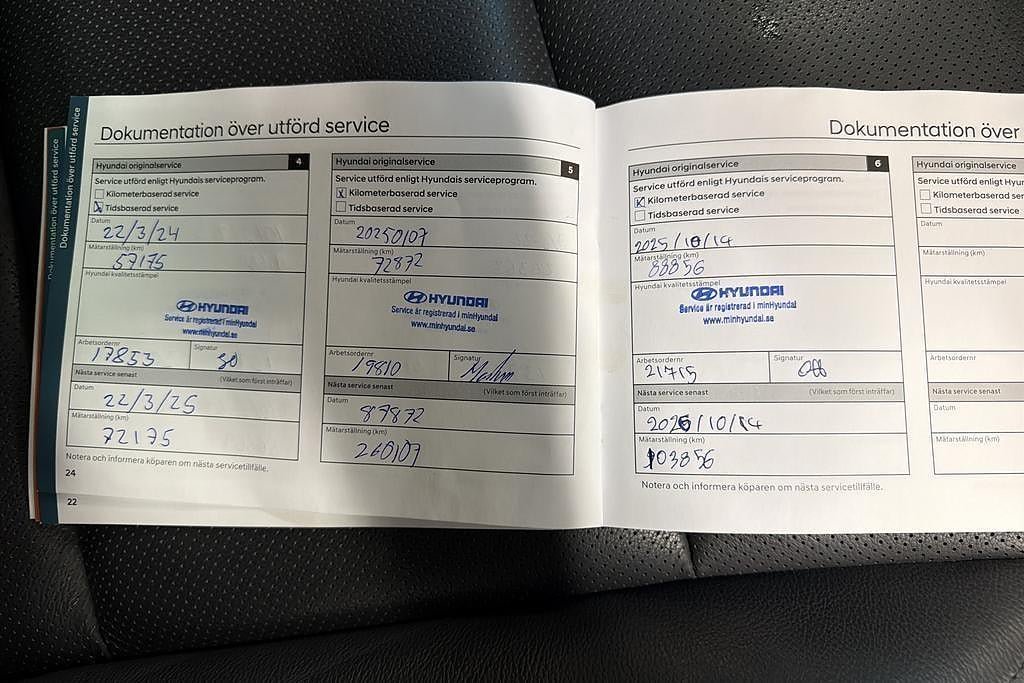 Dokumentation över utförd service
Dokumentation över utförd service
Dokumentation över utförd service
4
Hyundai originalservice
Service utförd enligt Hyundais serviceprogram.
Kilometerbaserad service
Tidsbaserad service
Datum
22/3/24
Mätarställning (km)
57175
Hyundai kvalitetsstämpel
HYUNDAI
Service är registrerad i minHyundai
www.minhyundai.se
Arbetsordernr
17853
Signatur
Nästa service senast
(Vilket som först inträffar)
Datum
22/3/25
Mätarställning (km)
72175
Notera och informera köparen om nästa servicetillfälle.
24
22
5
Hyundai originalservice
Service utförd enligt Hyundais serviceprogram.
X Kilometerbaserad service
Tidsbaserad service
Datum
20250107
Mätarställning (km)
72872
Hyundai kvalitetsstämpel
HYUNDAI
Service är registrerad i minHyundai
www.minhyundai.se
Arbetsordernr
19810
Signatur
Nästa service senast
(Vilket som först inträffar)
Datum
87872
Mätarställning (km)
260107
Dokumentation över
6
Hyundai originalservice
Service utförd enligt Hyundais serviceprogram.
X Kilometerbaserad service
Tidsbaserad service
Datum
2025/10/14
Mätarställning (km)
88856
Hyundai kvalitetsstämpel
HYUNDAI
Service är registrerad i minHyundai
www.minhyundai.se
Arbetsordernr
21715
Signatur
Nästa service senast
(Vilket som först inträffar)
Datum
2026/10/14
Mätarställning (km)
103856
Notera och informera köparen om nästa servicetillfälle.
Hyundai originalservice
Service utförd enligt Hyu
Kilometerbaserad se
Tidsbaserad service
Datum
Mätarställning (km)
Hyundai kvalitetsstämpel
Arbetsordernr
Nästa service senast
Datum
Mätarställning (km)